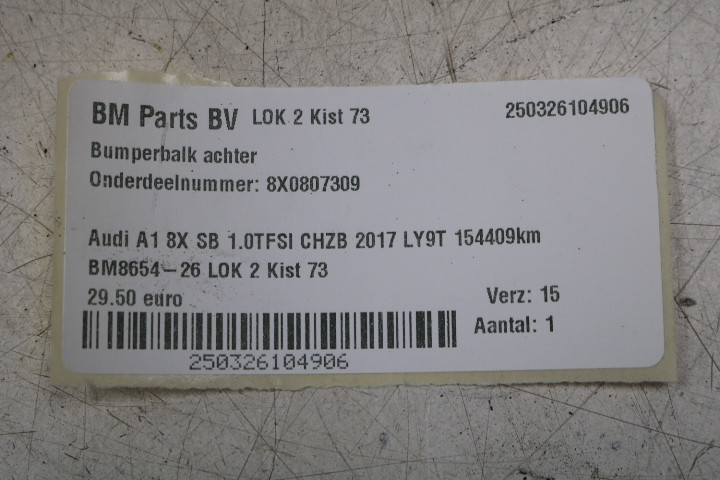 BM Parts BV LOK 2 Kist 73 250326104906
Bumperbalk achter
Onderdeelnummer: 8X0807309
Audi A1 8X SB 1.0TFSI CHZB 2017 LY9T 154409km
BM8654-26 LOK 2 Kist 73
29.50 euro Verz: 15
Aantal: 1
250326104906